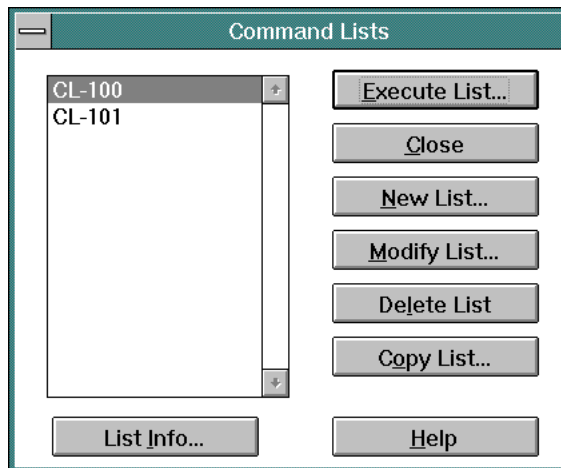 Command Lists
CL-100
CL-101
Execute List...
Close
New List...
Modify List...
Delete List
Copy List...
List Info...
Help